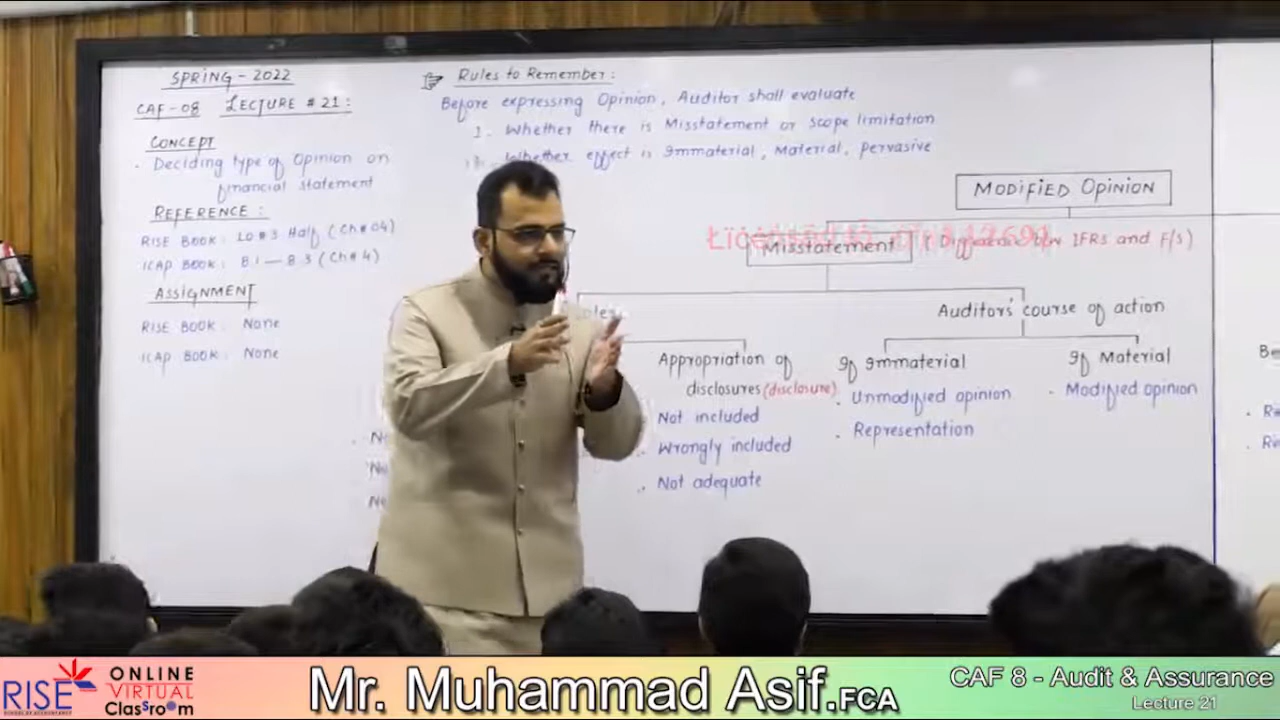 SPRING - 2022
CAF-08 LECTURE # 21 :
CONCEPT
. Deciding type of Opinion on
financial statement
REFERENCE :
RISE BOOK : LO#3 Half (Ch#04)
ICAP BOOK : 8.1 — 8.3 (Ch#4)
ASSIGNMENT
RISE BOOK : None
ICAP BOOK : None
Rules to Remember :
Before expressing Opinion, Auditor shall evaluate
1. Whether there is Misstatement or scope limitation
Whether effect is Immaterial, Material, pervasive
MODIFIED OPINION
Misstatement
IFRs and F/s)
Auditor's course of action
Appropriation of
disclosures (disclosure)
. Not included
. Wrongly included
. Not adequate
If Immaterial
. Unmodified opinion
. Representation
If Material
. Modified opinion
RISE
ONLINE
VIRTUAL
Classroom
Mr. Muhammad Asif.FCA
CAF 8 - Audit & Assurance
Lecture 21